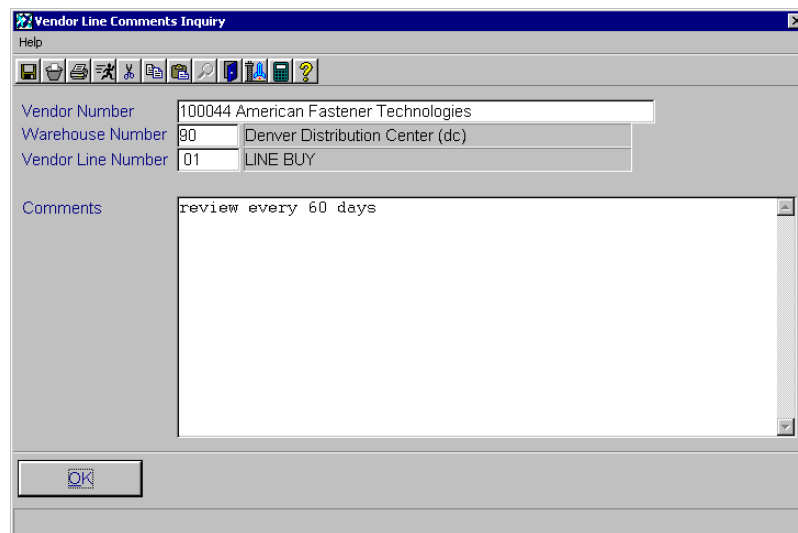 Vendor Line Comments Inquiry
Help
Vendor Number 100044 American Fastener Technologies
Warehouse Number 90 Denver Distribution Center (dc)
Vendor Line Number 01 LINE BUY
Comments review every 60 days
OK